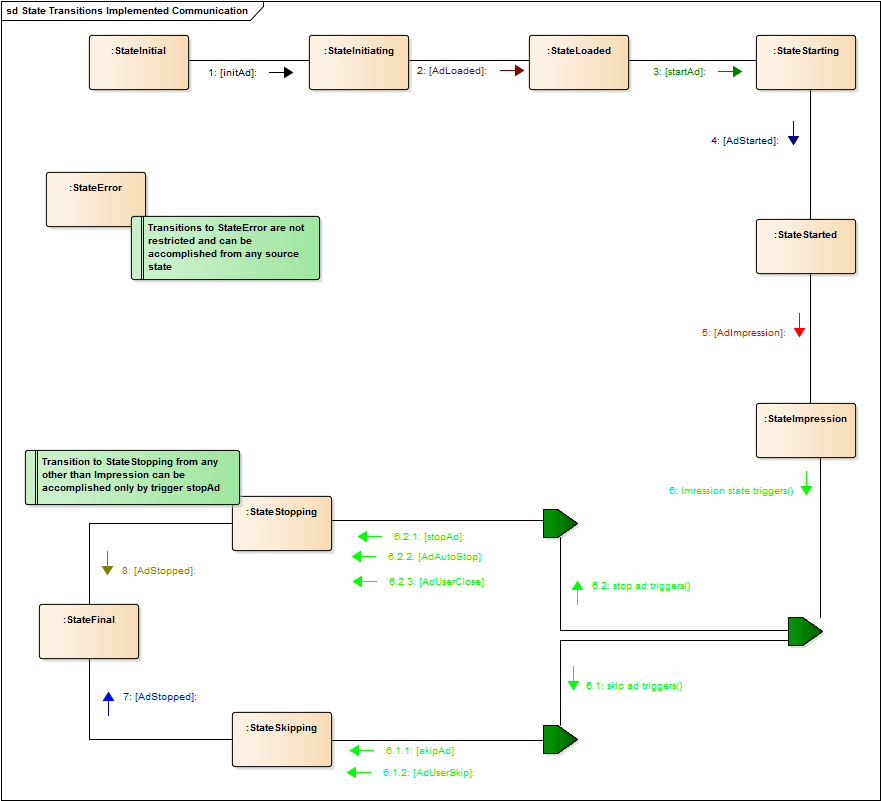 sd State Transitions Implemented Communication
:StateInitial
:StateInitiating
:StateLoaded
:StateStarting
1: [initAd]:
2: [AdLoaded]:
3: [startAd]:
4: [AdStarted]:
:StateError
Transitions to StateError are not
restricted and can be
accomplished from any source
state
:StateStarted
5: [AdImpression]:
:StateImpression
Transition to StateStopping from any
other than Impression can be
accomplished only by trigger stopAd
6: Imression state triggers()
:StateStopping
6.2.1: [stopAd]:
6.2.2: [AdAutoStop]:
6.2.3: [AdUserClose]:
8: [AdStopped]:
6.2: stop ad triggers()
:StateFinal
6.1: skip ad triggers()
7: [AdStopped]:
:StateSkipping
6.1.1: [akipAd]:
6.1.2: [AdUserSkip]: